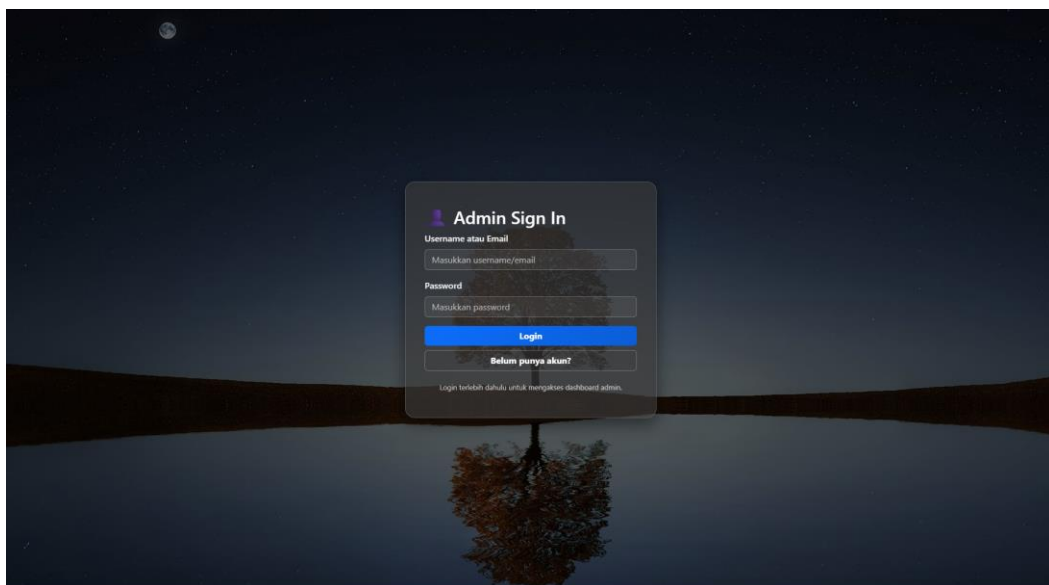 Admin Sign In
Username atau Email
Masukkan username/email
Password
Masukkan password
Login
Belum punya akun?
Login terlebih dahulu untuk mengakses dashboard admin.